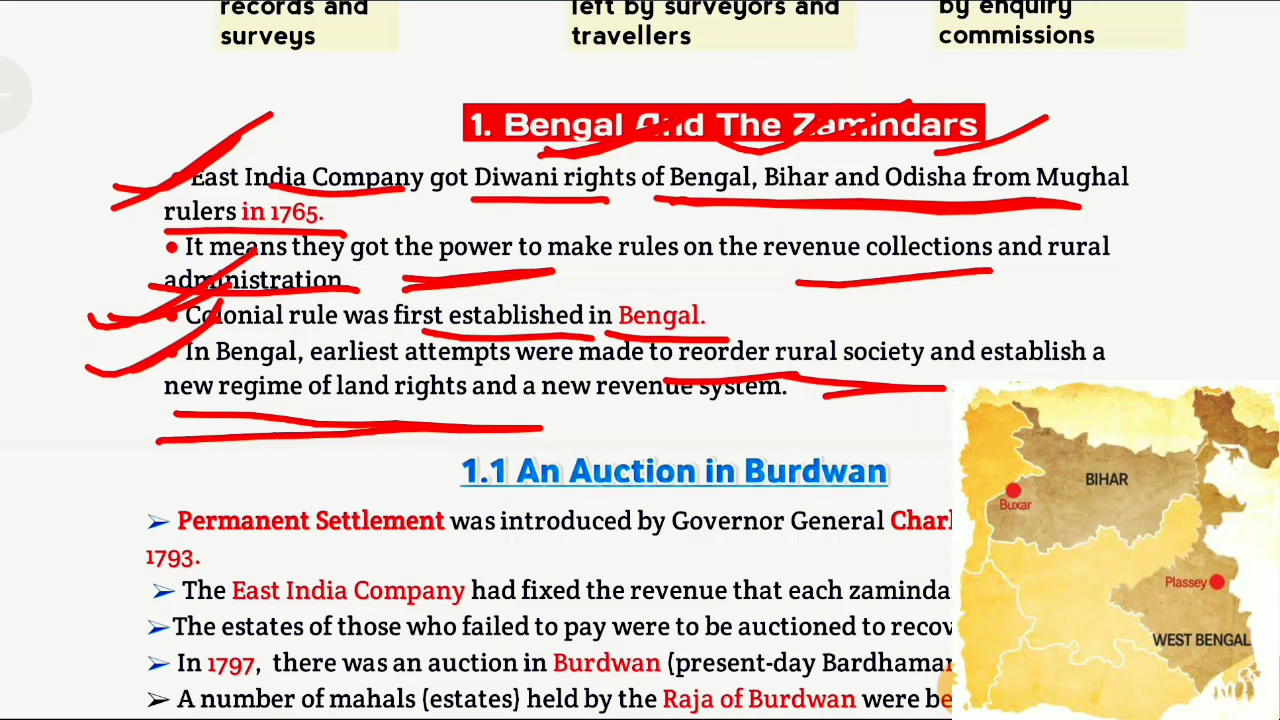 records and
surveys
left by surveyors and
travellers
by enquiry
commissions
1. Bengal And The Zamindars
• East India Company got Diwani rights of Bengal, Bihar and Odisha from Mughal
rulers in 1765.
• It means they got the power to make rules on the revenue collections and rural
administration.
• Colonial rule was first established in Bengal.
• In Bengal, earliest attempts were made to reorder rural society and establish a
new regime of land rights and a new revenue system.
1.1 An Auction in Burdwan
➢ Permanent Settlement was introduced by Governor General
1793.
➢ The East India Company had fixed the revenue that each
➢ The estates of those who failed to pay were to be auctioned to
➢ In 1797, there was an auction in Burdwan (present-day
➢ A number of mahals (estates) held by the Raja of Burdwan were
BIHAR
Buxar
Plassey
WEST BENGAL